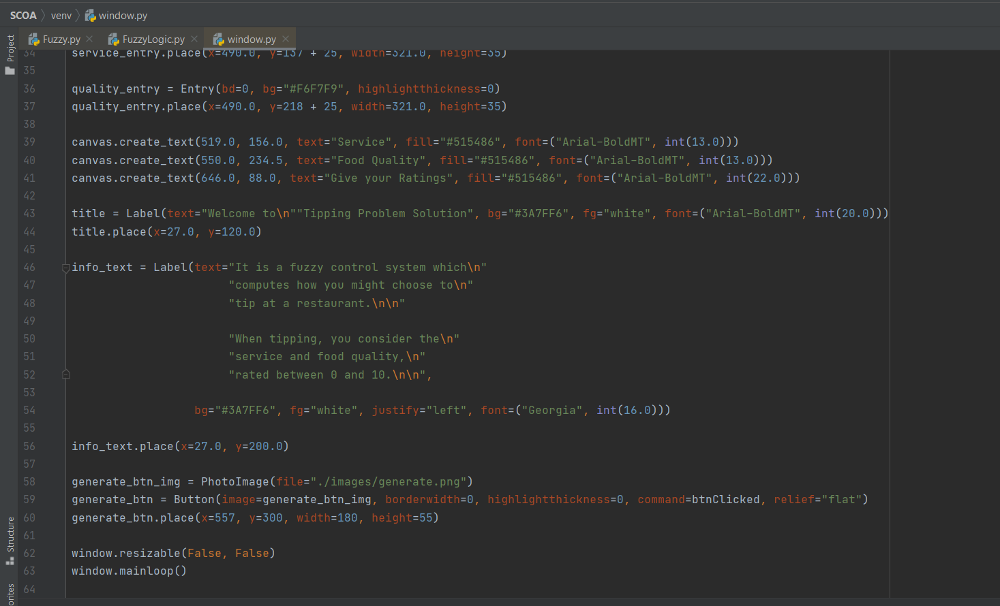 SCOA venv window.py
Fuzzy.py FuzzyLogic.py window.py
Project
34 service_entry.place(x=490.0, y=137 + 25, width=321.0, height=35)
35
36 quality_entry = Entry(bd=0, bg="#F6F7F9", highlightthickness=0)
37 quality_entry.place(x=490.0, y=218 + 25, width=321.0, height=35)
38
39 canvas.create_text(519.0, 156.0, text="Service", fill="#515486", font=("Arial-BoldMT", int(13.0)))
40 canvas.create_text(550.0, 234.5, text="Food Quality", fill="#515486", font=("Arial-BoldMT", int(13.0)))
41 canvas.create_text(646.0, 88.0, text="Give your Ratings", fill="#515486", font=("Arial-BoldMT", int(22.0)))
42
43 title = Label(text="Welcome to\n""Tipping Problem Solution", bg="#3A7FF6", fg="white", font=("Arial-BoldMT", int(20.0)))
44 title.place(x=27.0, y=120.0)
45
46 info_text = Label(text="It is a fuzzy control system which\n"
47 "computes how you might choose to\n"
48 "tip at a restaurant.\n\n"
49
50 "When tipping, you consider the\n"
51 "service and food quality,\n"
52 "rated between 0 and 10.\n\n",
53
54 bg="#3A7FF6", fg="white", justify="left", font=("Georgia", int(16.0)))
55
56 info_text.place(x=27.0, y=200.0)
57
58 generate_btn_img = PhotoImage(file="./images/generate.png")
59 generate_btn = Button(image=generate_btn_img, borderwidth=0, highlightthickness=0, command=btnClicked, relief="flat")
60 generate_btn.place(x=557, y=300, width=180, height=55)
61
62 window.resizable(False, False)
63 window.mainloop()
64
Structure
orites